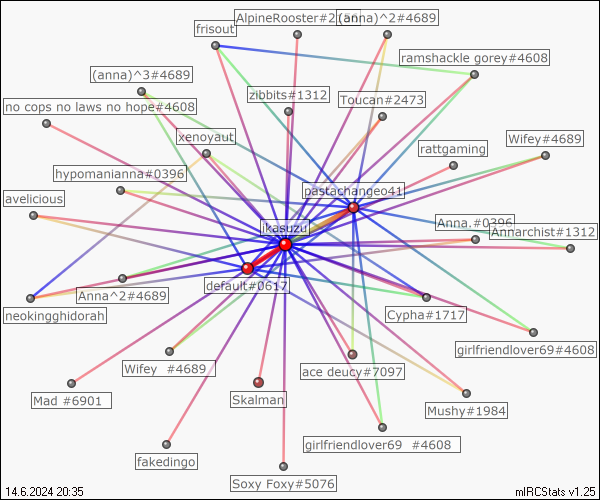 AlpineRooster#2
(anna)^2#4689
frisout
ramshackle gorey#4608
(anna)^3#4689
zibbits#1312
Toucan#2473
no cops no laws no hope#4608
xenoyaut
rattgaming
Wifey#4689
hypomanianna#0396
pastachangeo41
avelicious
jkasuzu
Anna.#0396
Annarchist#1312
default#0617
Anna^2#4689
neokingghidorah
Cypha#1717
girlfriendlover69#4608
Wifey #4689
ace deucy#7097
Mad #6901
Skalman
Mushy#1984
girlfriendlover69 #4608
fakedingo
Soxy Foxy#5076
14.6.2024 20:35
mIRCStats v1.25